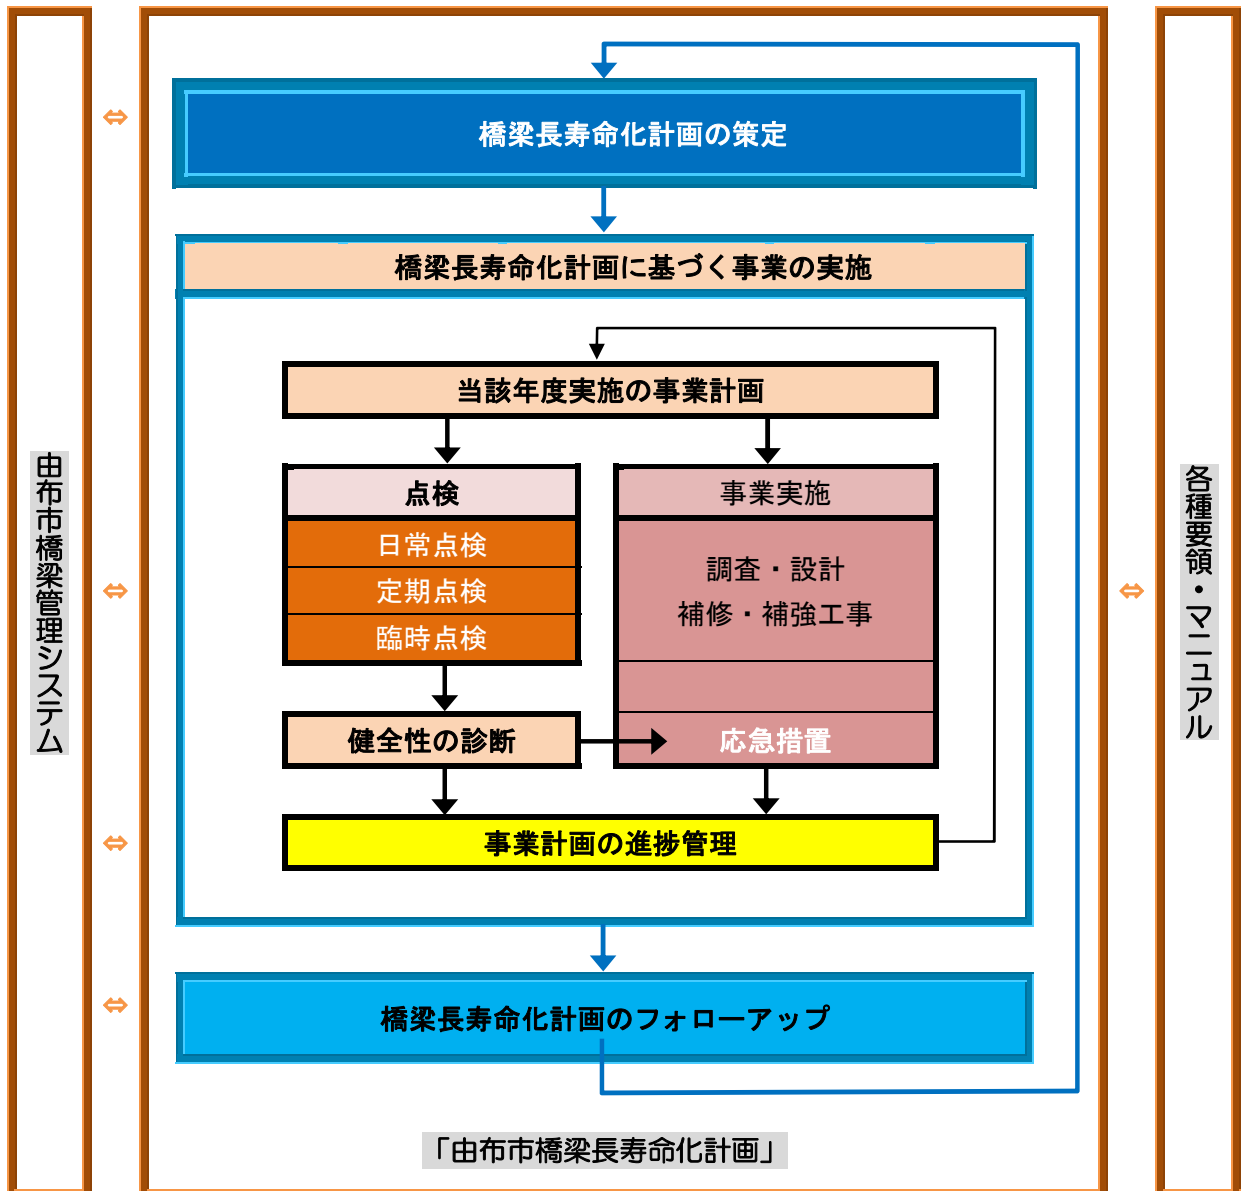 由布市橋梁管理システム
橋梁長寿命化計画の策定
橋梁長寿命化計画に基づく事業の実施
当該年度実施の事業計画
点検
日常点検
定期点検
臨時点検
事業実施
調査・設計
補修・補強工事
健全性の診断
応急措置
事業計画の進捗管理
橋梁長寿命化計画のフォローアップ
「由布市橋梁長寿命化計画」
各種要領・マニュアル